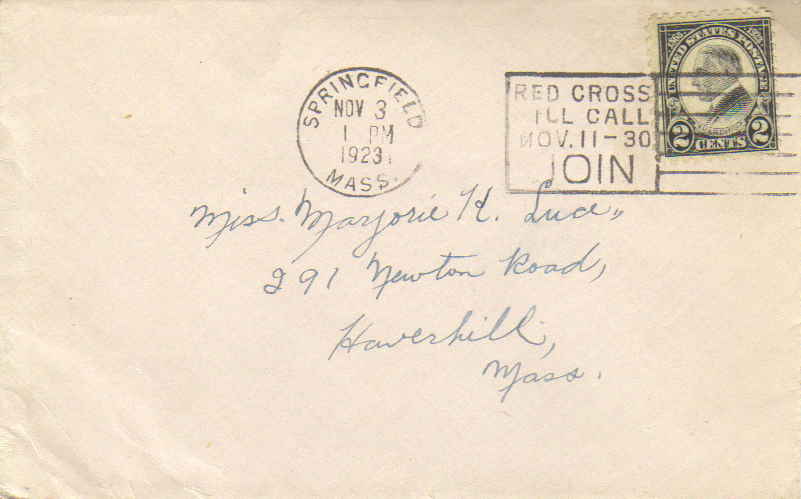 SPRINGFIELD
NOV 3
1 PM
1923
MASS.
RED CROSS
ILL CALL
NOV. 11-30
JOIN
UNITED STATES POSTAGE
2 CENTS 2
Miss. Marjorie K. Luce,,
291 Newton Road,
Haverhill,
Mass.